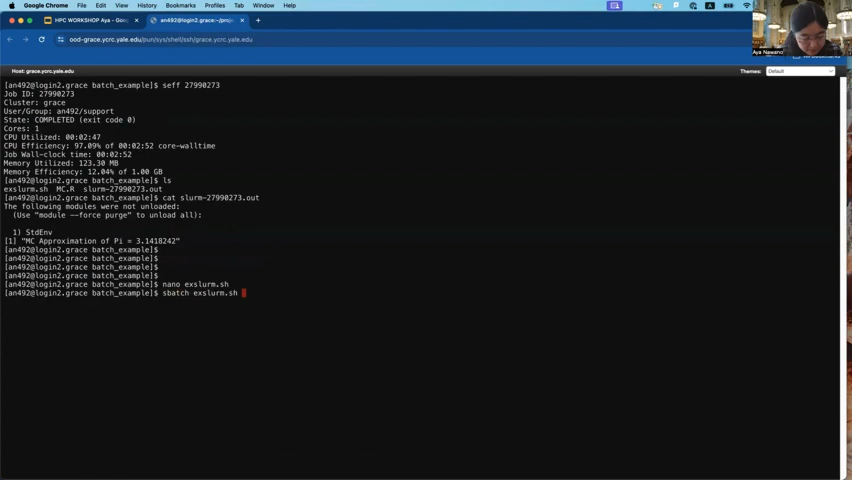 Google Chrome File Edit View History Bookmarks Profiles Tab Window Help
HPC WORKSHOP Aya - Goog
an492@login2.grace:~/proje
ood-grace.ycrc.yale.edu/pun/sys/shell/ssh/grace.ycrc.yale.edu
Aya Nawano
Host: grace.ycrc.yale.edu
Themes: Default
[an492@login2.grace batch_example]$ seff 27990273
Job ID: 27990273
Cluster: grace
User/Group: an492/support
State: COMPLETED (exit code 0)
Cores: 1
CPU Utilized: 00:02:47
CPU Efficiency: 97.09% of 00:02:52 core-walltime
Job Wall-clock time: 00:02:52
Memory Utilized: 123.30 MB
Memory Efficiency: 12.04% of 1.00 GB
[an492@login2.grace batch_example]$ ls
exslurm.sh MC.R slurm-27990273.out
[an492@login2.grace batch_example]$ cat slurm-27990273.out
The following modules were not unloaded:
(Use "module --force purge" to unload all):
1) StdEnv
[1] "MC Approximation of Pi = 3.1418242"
[an492@login2.grace batch_example]$
[an492@login2.grace batch_example]$
[an492@login2.grace batch_example]$
[an492@login2.grace batch_example]$
[an492@login2.grace batch_example]$ nano exslurm.sh
[an492@login2.grace batch_example]$ sbatch exslurm.sh